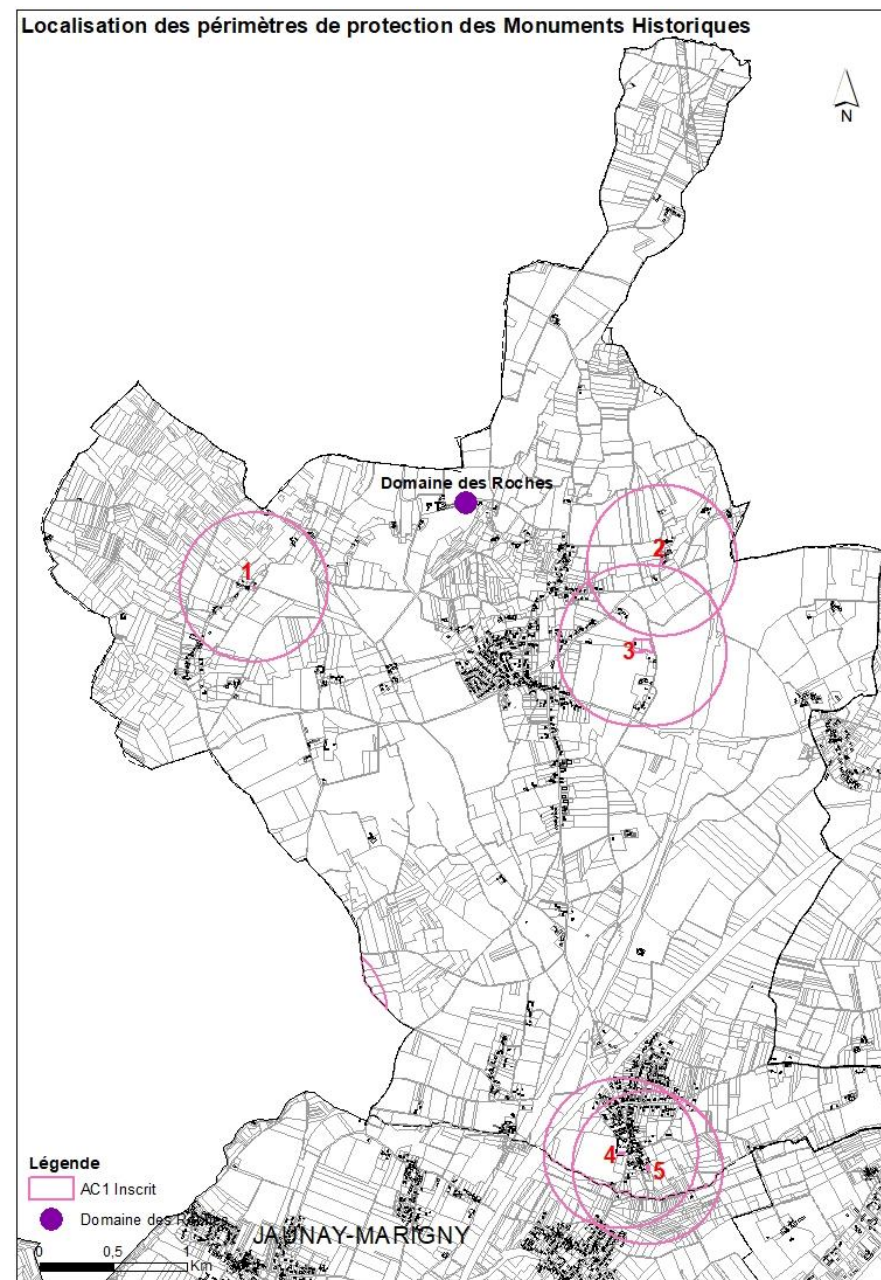 Localisation des périmètres de protection des Monuments Historiques
N
Domaine des Roches
1
2
3
4
5
Légende
AC1 Inscrit
Domaine des Roches
JAUNAY-MARIGNY
0 0,5 1
Km